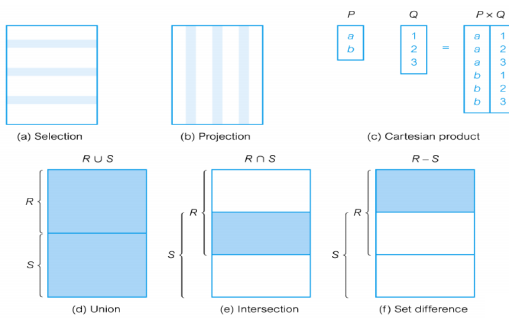 P Q P × Q
a 1 a 1
b 2 = a 2
3 a 3
b 1
b 2
b 3
(a) Selection (b) Projection (c) Cartesian product
R ∪ S R ∩ S R – S
R R R
S S S
(d) Union (e) Intersection (f) Set difference